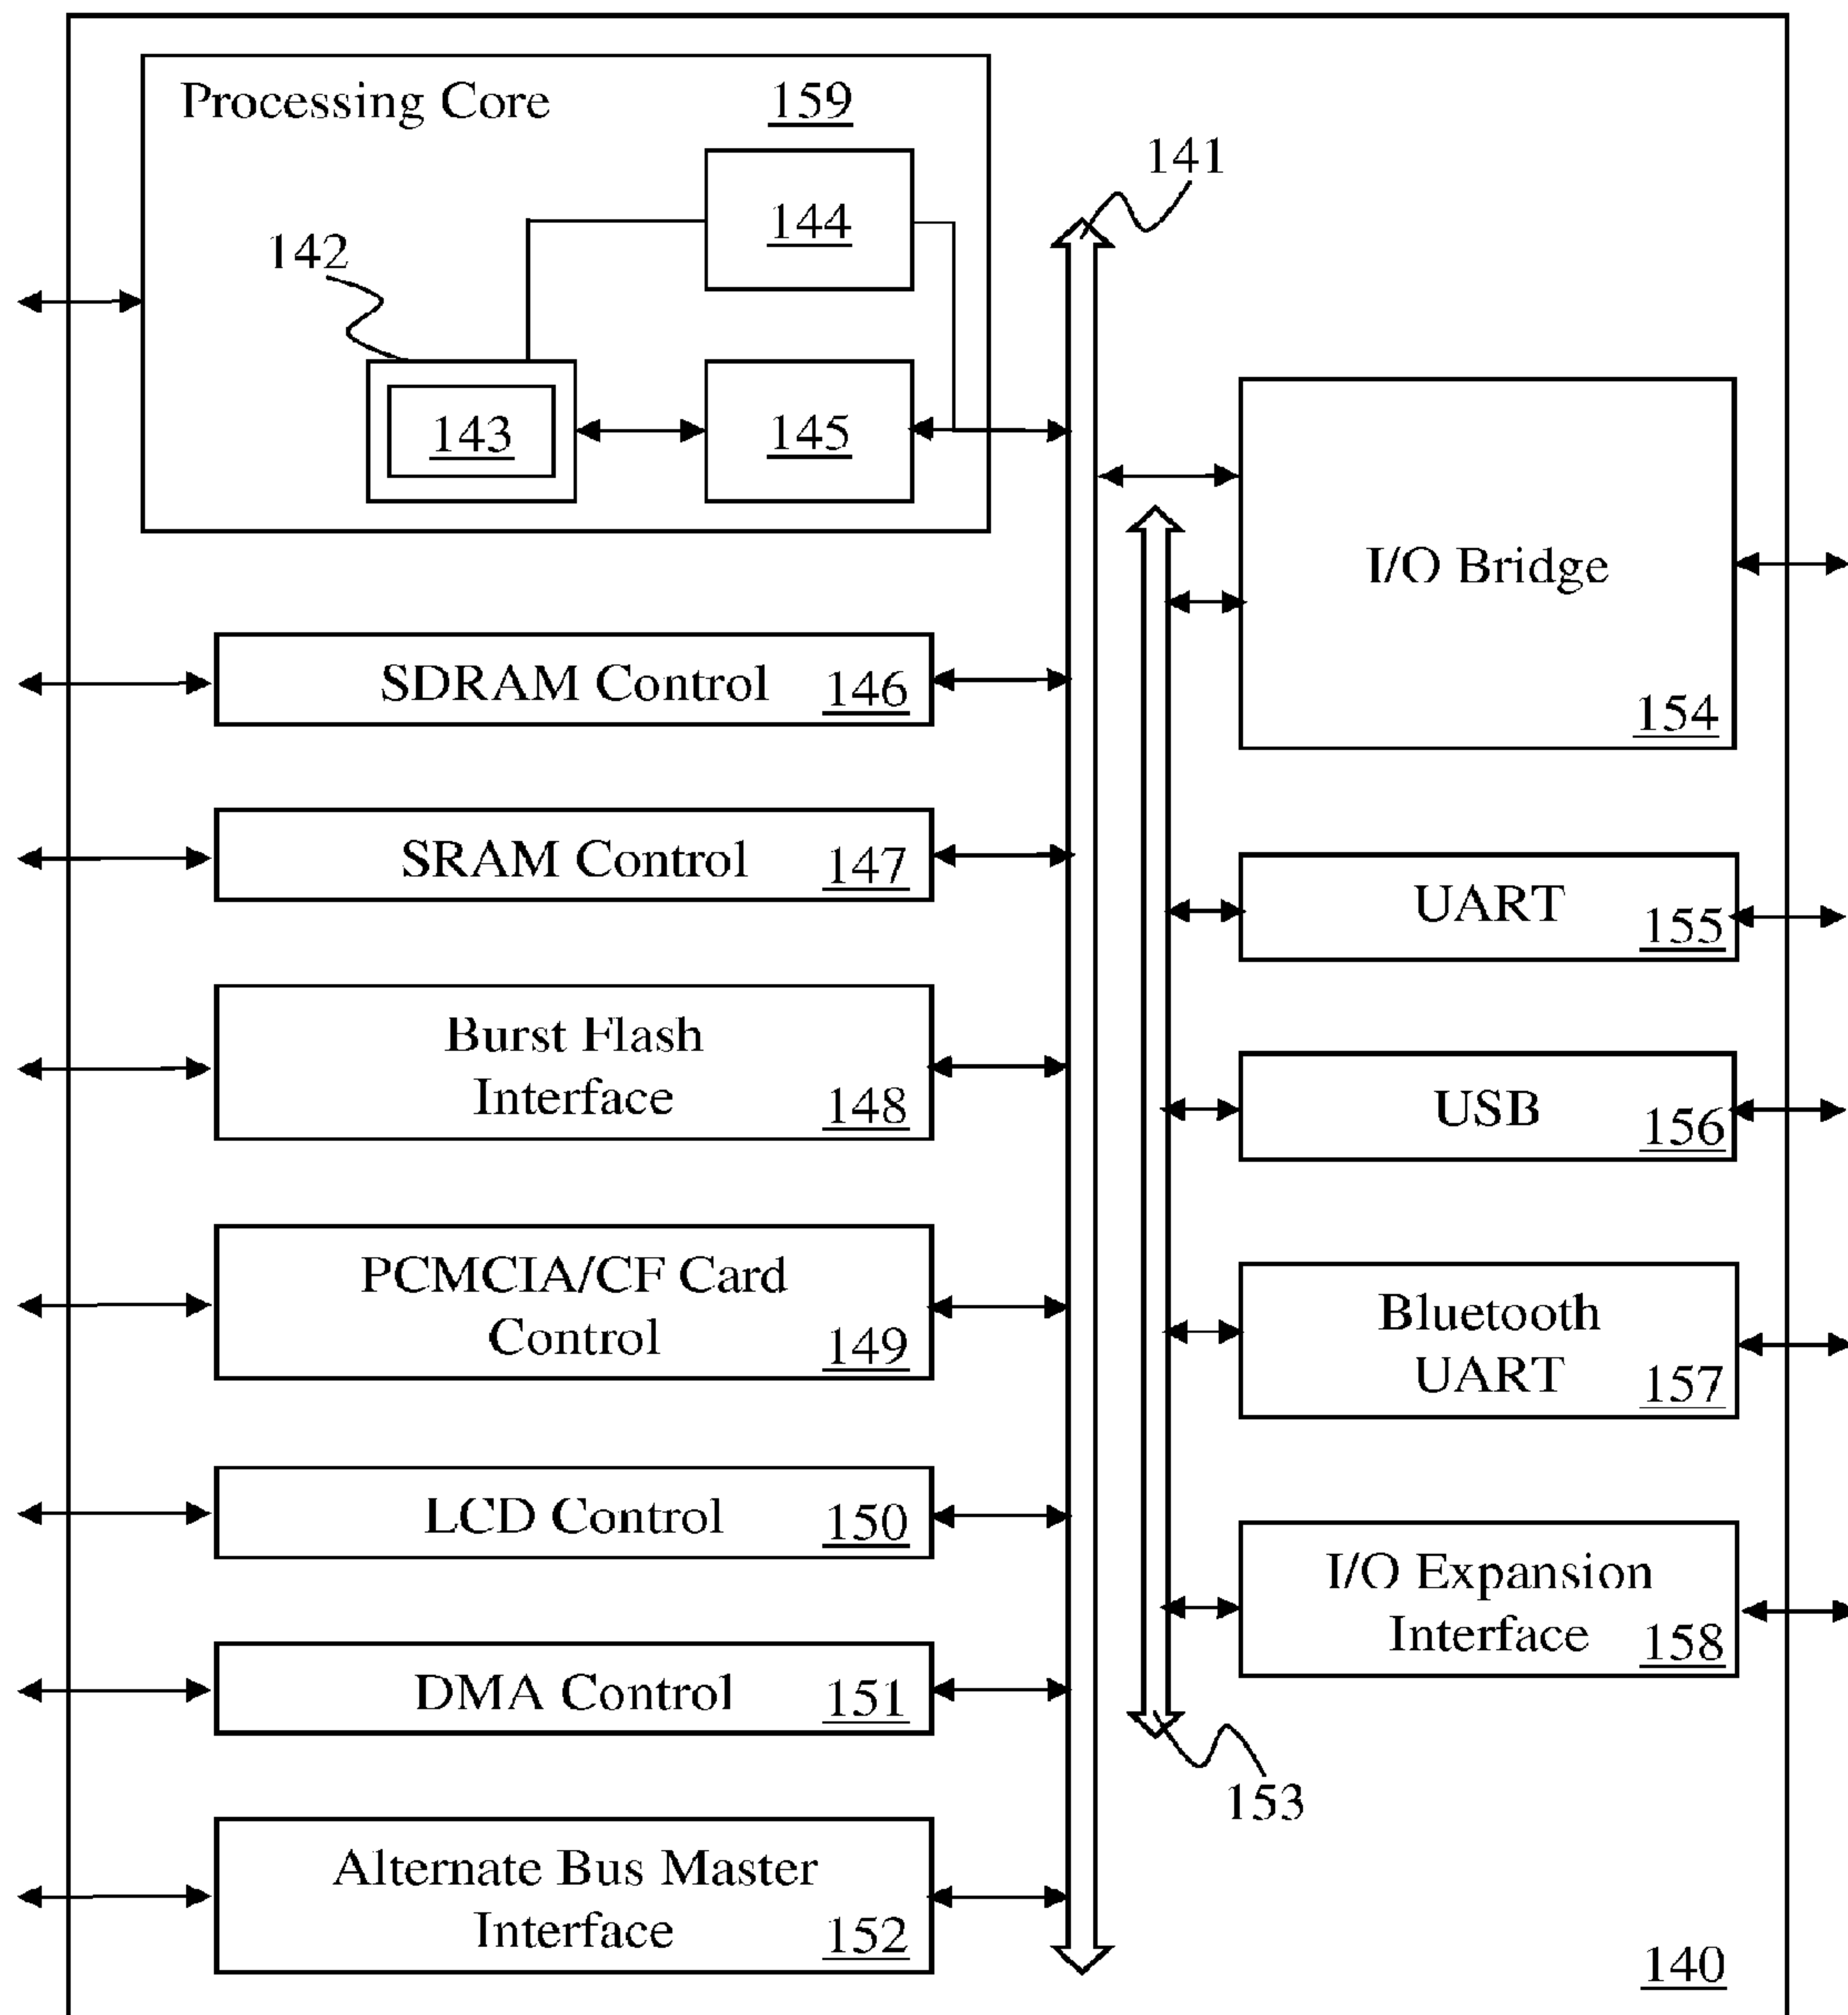 Processing Core
159
141
144
142
143
145
I/O Bridge
154
SDRAM Control
146
SRAM Control
147
UART
155
Burst Flash
Interface
148
USB
156
PCMCIA/CF Card
Control
149
Bluetooth
UART
157
LCD Control
150
I/O Expansion
Interface
158
DMA Control
151
153
Alternate Bus Master
Interface
152
140